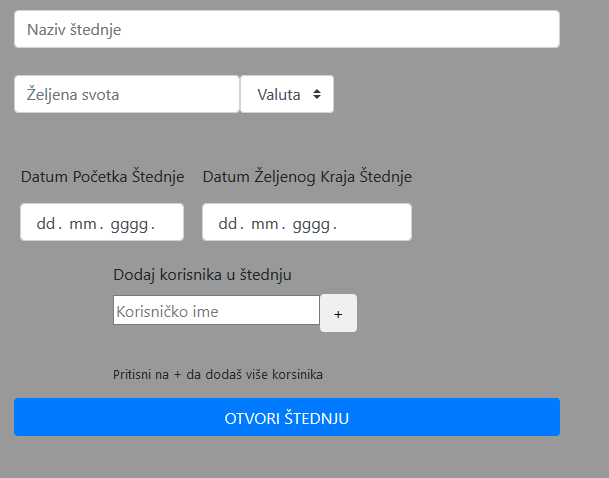 Naziv štednje
Željena svota Valuta
Datum Početka Štednje Datum Željenog Kraja Štednje
dd. mm. gggg. dd. mm. gggg.
Dodaj korisnika u štednju
Korisničko ime +
Pritisni na + da dodaš više korsinika
OTVORI ŠTEDNJU